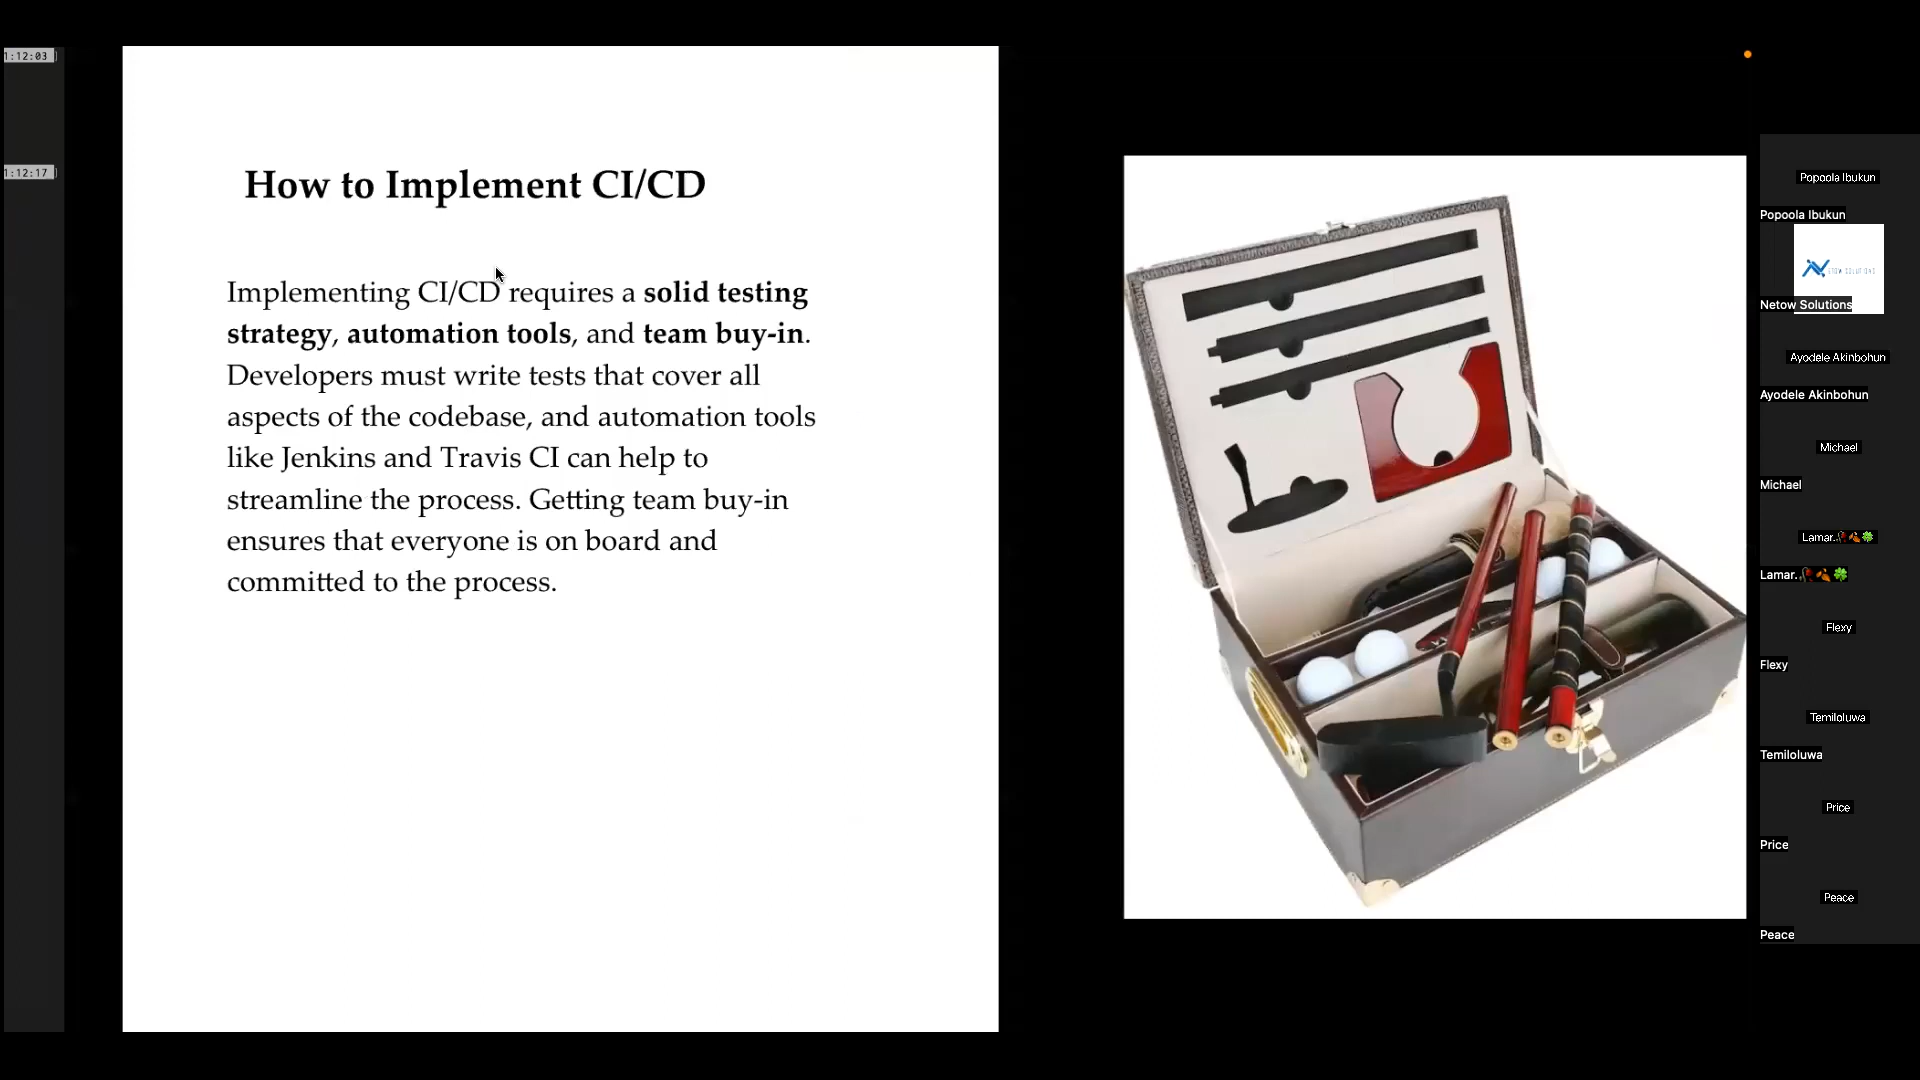 1:12:03
1:12:17
How to Implement CI/CD
Implementing CI/CD requires a solid testing
strategy, automation tools, and team buy-in.
Developers must write tests that cover all
aspects of the codebase, and automation tools
like Jenkins and Travis CI can help to
streamline the process. Getting team buy-in
ensures that everyone is on board and
committed to the process.
Popoola Ibukun
Popoola Ibukun
Netow Solutions
Ayodele Akinbohun
Ayodele Akinbohun
Michael
Michael
Lamar.
Lamar.
Flexy
Flexy
Temiloluwa
Temiloluwa
Price
Price
Peace
Peace